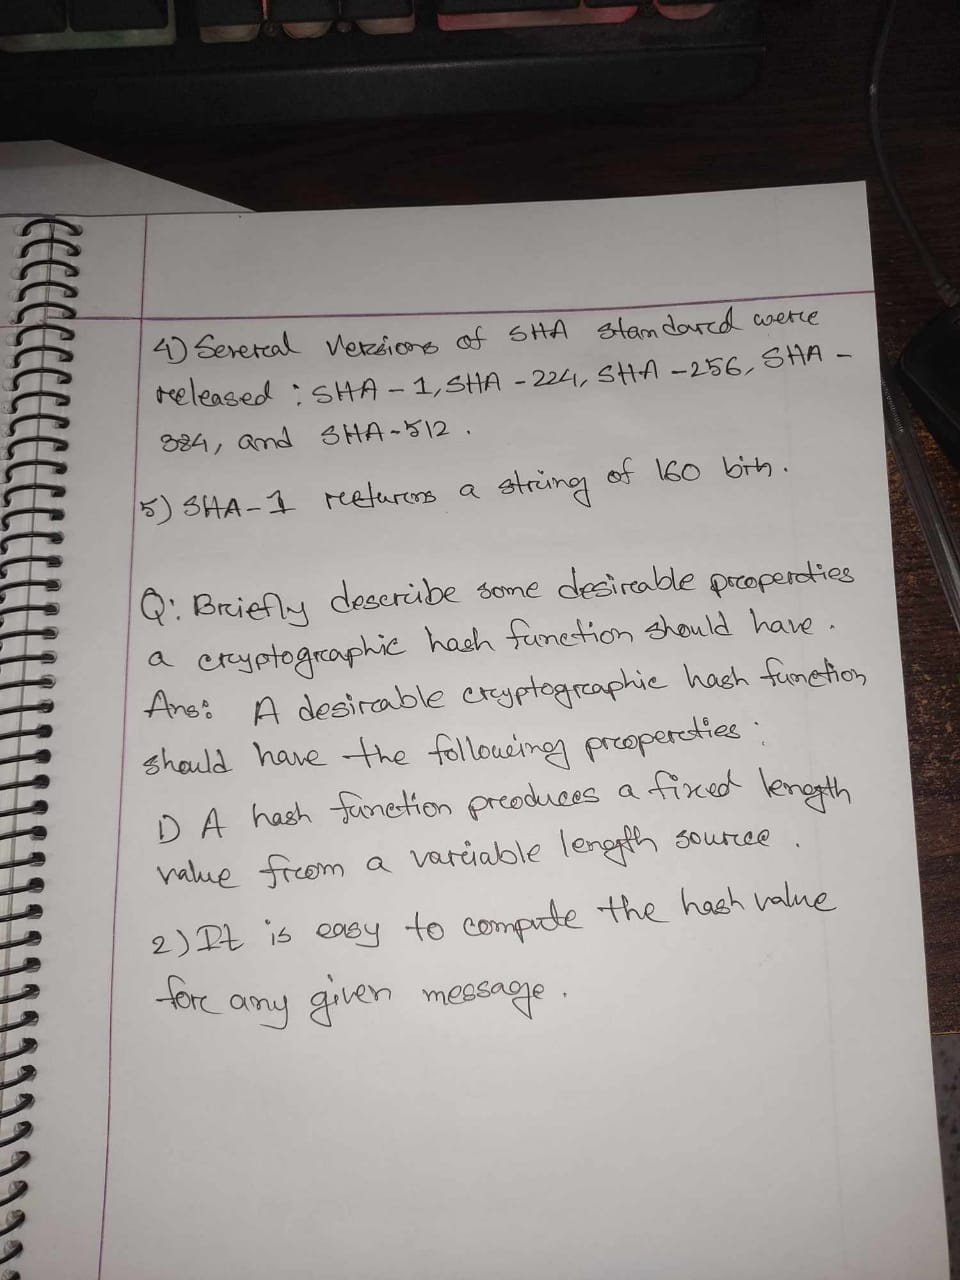 4) Several versions of SHA standard were
released : SHA - 1, SHA - 224, SHA - 256, SHA -
384, and SHA - 512 .
5) SHA - 1 returns a string of 160 bits .
Q: Briefly describe some desirable properties
a cryptographic hash function should have .
Ans: A desirable cryptographic hash function
should have the following properties :
1) A hash function produces a fixed length
value from a variable length source .
2) It is easy to compute the hash value
for any given message .